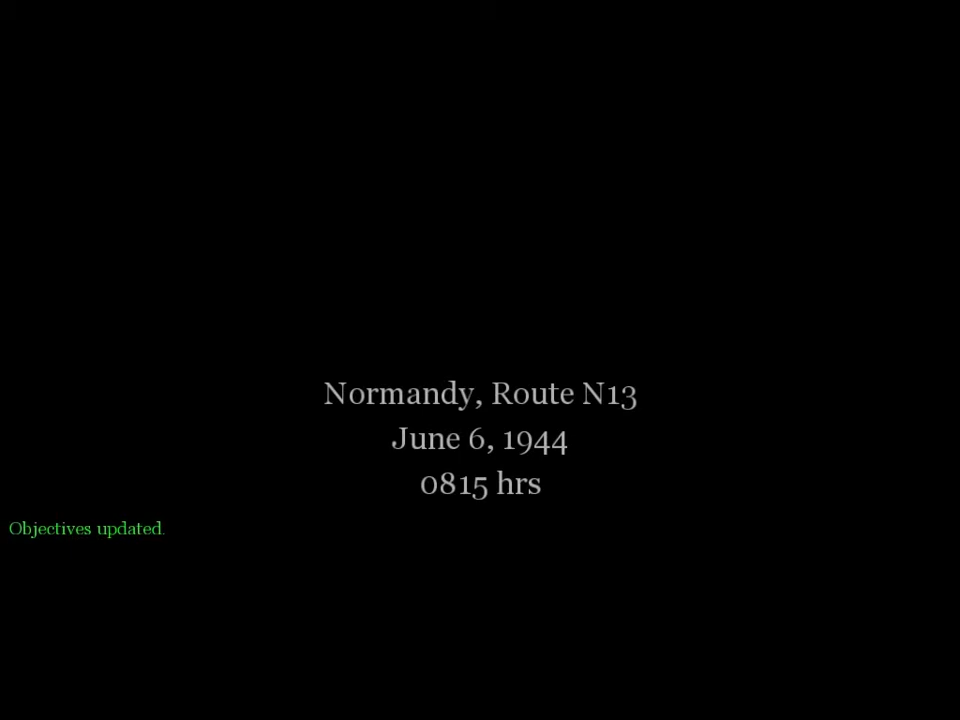 Normandy, Route N13
June 6, 1944
0815 hrs
Objectives updated.